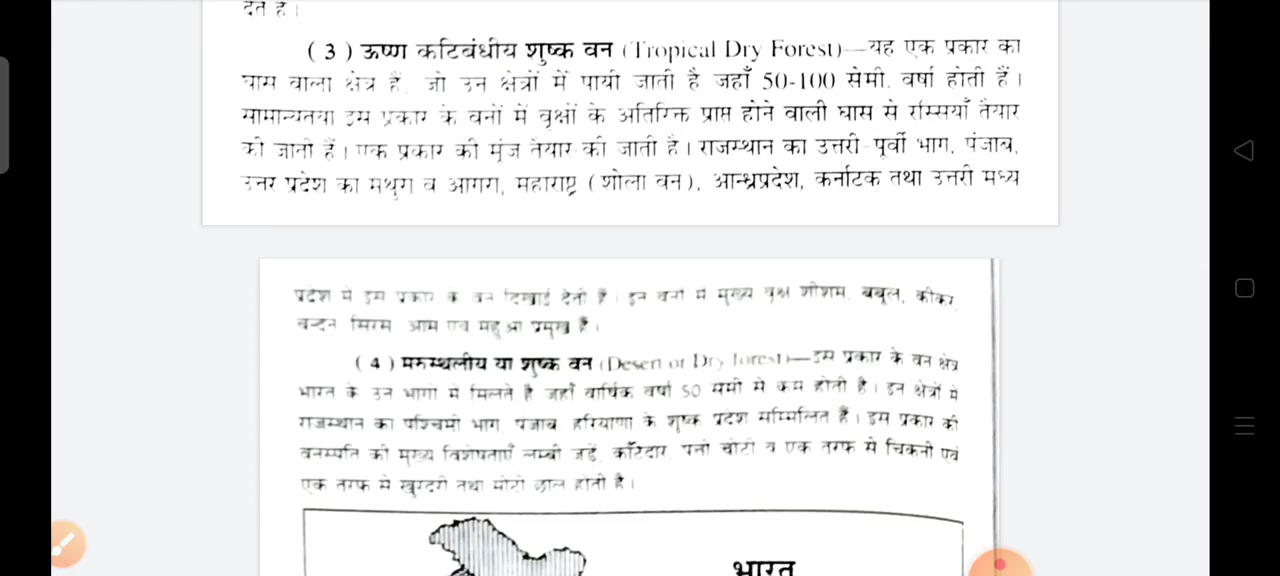 देते हैं।
( 3 ) ऊष्ण कटिबंधीय शुष्क वन (Tropical Dry Forest)—यह एक प्रकार का
घास वाला क्षेत्र हैं, जो उन क्षेत्रों में पायी जाती है जहाँ 50-100 सेमी. वर्षा होती हैं।
सामान्यतया इस प्रकार के वनों में वृक्षों के अतिरिक्त प्राप्त होने वाली घास से रस्सियाँ तैयार
की जाती हैं। एक प्रकार की मूंज तैयार की जाती है। राजस्थान का उत्तरी-पूर्वी भाग, पंजाब,
उत्तर प्रदेश का मथुरा व आगरा, महाराष्ट्र (शोला वन), आन्ध्रप्रदेश, कर्नाटक तथा उत्तरी मध्य
प्रदेश में इस प्रकार के वन दिखाई देती हैं। इन वनों में मुख्य वृक्ष शीशम, बबूल, कीकर,
चन्दन सिरस, आम एवं महुआ प्रमुख हैं।
( 4 ) मरुस्थलीय या शुष्क वन (Desert or Dry forest)—इस प्रकार के वन क्षेत्र
भारत के उन भागों में मिलते है जहाँ वार्षिक वर्षा 50 समी से कम होती है। इन क्षेत्रों में
राजस्थान का पश्चिमी भाग, पंजाब, हरियाणा के शुष्क प्रदेश सम्मिलित हैं। इस प्रकार की
वनस्पति की मुख्य विशेषताएँ लम्बी जड़ें, काँटेदार, पत्ती चोटी व एक तरफ से चिकनी एवं
एक तरफ से खुरदरी तथा मोटी छाल होती है।
भारत